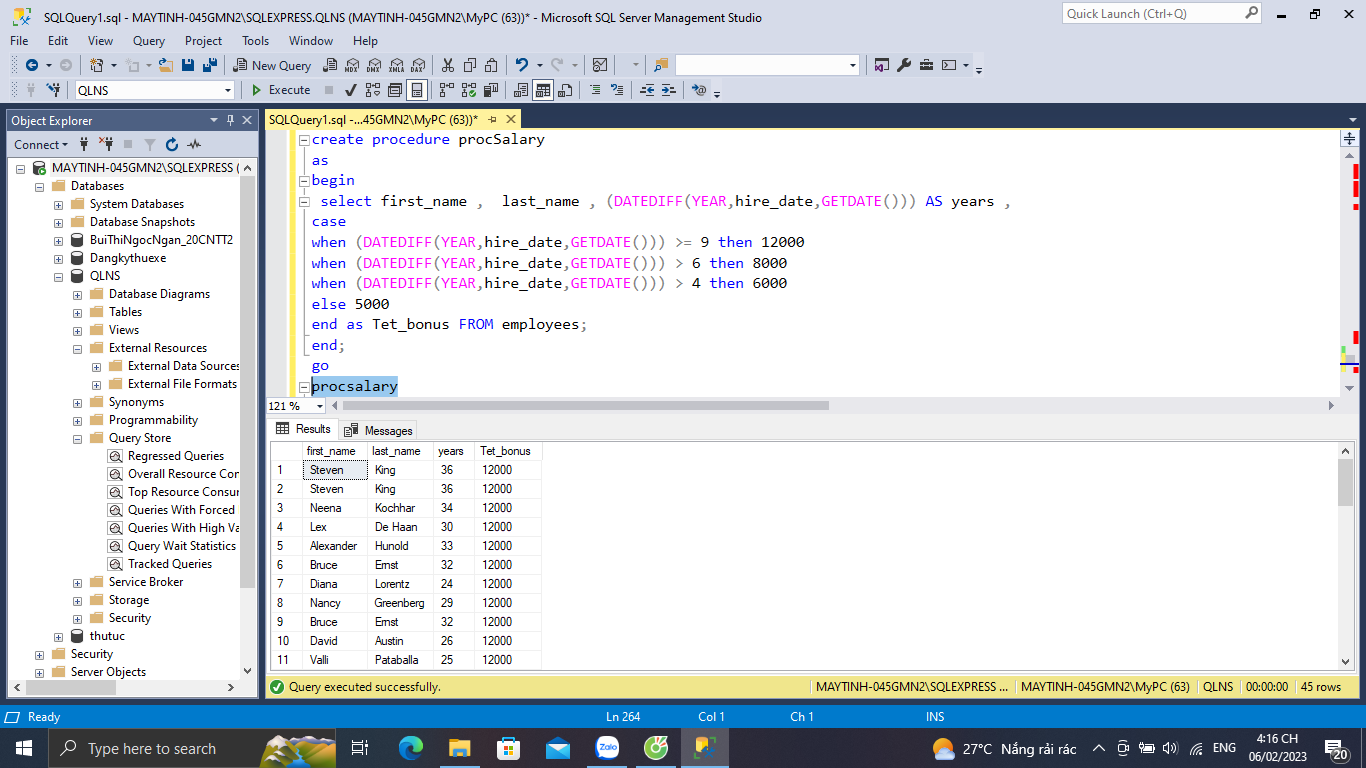 SQLQuery1.sql - MAYTINH-045GMN2\SQLEXPRESS.QLNS (MAYTINH-045GMN2\MyPC (63))* - Microsoft SQL Server Management Studio
Quick Launch (Ctrl+Q)
File Edit View Query Project Tools Window Help
New Query MDX DMX XMLA DAX
QLNS Execute
Object Explorer
Connect
MAYTINH-045GMN2\SQLEXPRESS (
Databases
System Databases
Database Snapshots
BuiThiNgocNgan_20CNTT2
Dangkythuexe
QLNS
Database Diagrams
Tables
Views
External Resources
External Data Sources
External File Formats
Synonyms
Programmability
Query Store
Regressed Queries
Overall Resource Con
Top Resource Consur
Queries With Forced
Queries With High Va
Query Wait Statistics
Tracked Queries
Service Broker
Storage
Security
thutuc
Security
Server Objects
SQLQuery1.sql -...45GMN2\MyPC (63))*
create procedure procSalary
as
begin
select first_name , last_name , (DATEDIFF(YEAR,hire_date,GETDATE())) AS years ,
case
when (DATEDIFF(YEAR,hire_date,GETDATE())) >= 9 then 12000
when (DATEDIFF(YEAR,hire_date,GETDATE())) > 6 then 8000
when (DATEDIFF(YEAR,hire_date,GETDATE())) > 4 then 6000
else 5000
end as Tet_bonus FROM employees;
end;
go
procsalary
121 %
Results Messages
first_name last_name years Tet_bonus
1 Steven King 36 12000
2 Steven King 36 12000
3 Neena Kochhar 34 12000
4 Lex De Haan 30 12000
5 Alexander Hunold 33 12000
6 Bruce Ernst 32 12000
7 Diana Lorentz 24 12000
8 Nancy Greenberg 29 12000
9 Bruce Ernst 32 12000
10 David Austin 26 12000
11 Valli Pataballa 25 12000
Query executed successfully. MAYTINH-045GMN2\SQLEXPRESS ... MAYTINH-045GMN2\MyPC (63) QLNS 00:00:00 45 rows
Ready Ln 264 Col 1 Ch 1 INS
Type here to search Zalo 27°C Nắng rải rác ENG 4:16 CH
06/02/2023 20